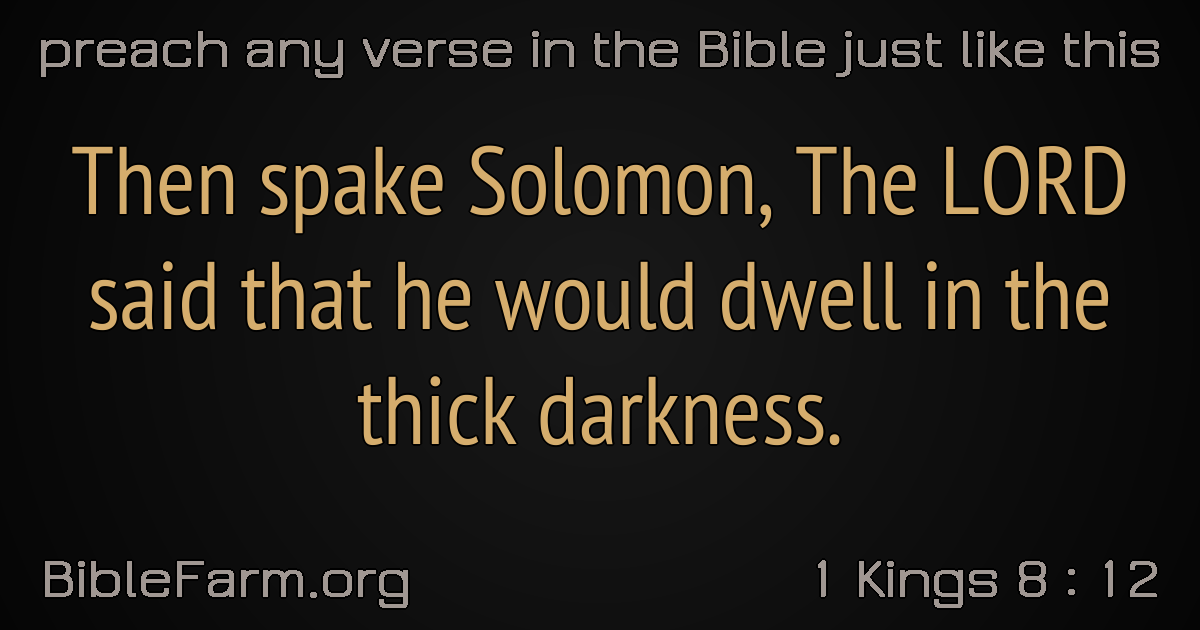 preach any verse in the Bible just like this
Then spake Solomon, The LORD
said that he would dwell in the
thick darkness.
BibleFarm.org
1 Kings 8 : 12